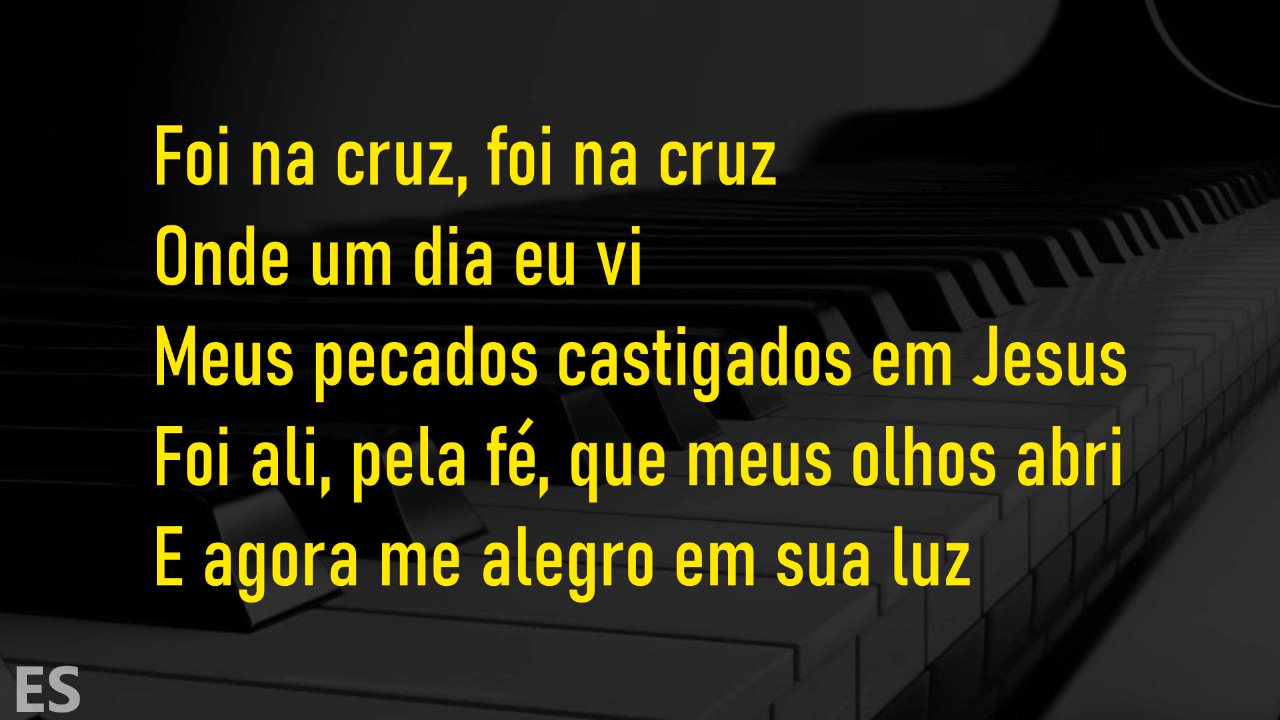 Foi na cruz, foi na cruz
Onde um dia eu vi
Meus pecados castigados em Jesus
Foi ali, pela fé, que meus olhos abri
E agora me alegro em sua luz
ES